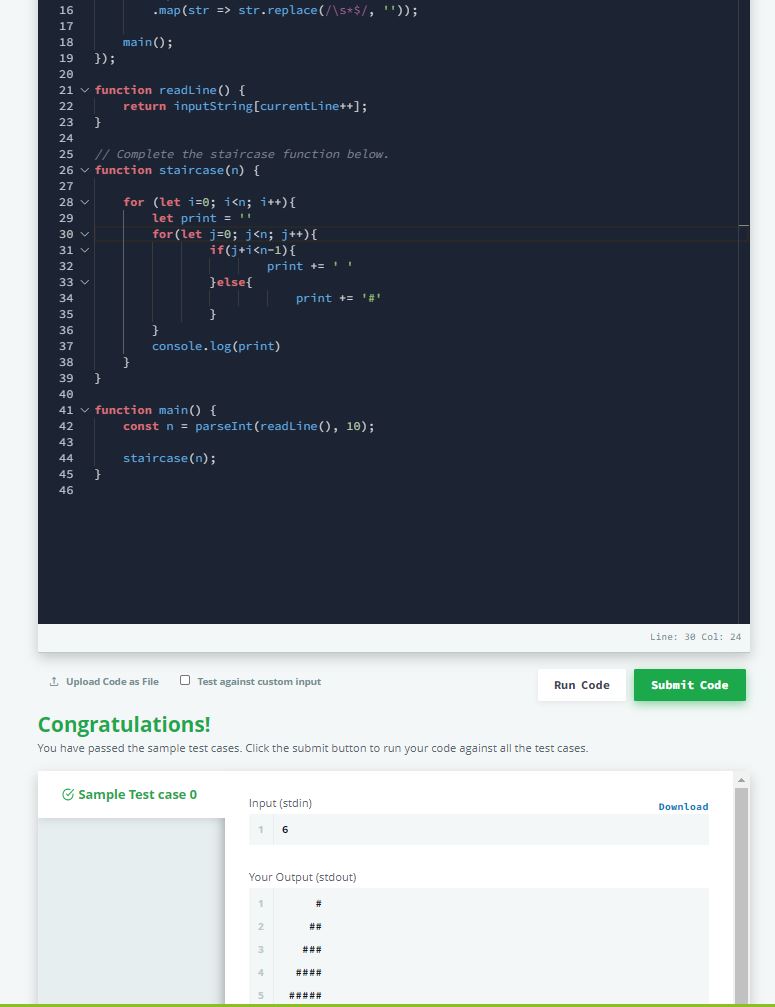 16 .map(str => str.replace(/\s*$/, ''));
17
18 main();
19 });
20
21 function readLine() {
22 return inputString[currentLine++];
23 }
24
25 // Complete the staircase function below.
26 function staircase(n) {
27
28 for (let i=0; i<n; i++){
29 let print = ''
30 for(let j=0; j<n; j++){
31 if(j+i<n-1){
32 print += ' '
33 }else{
34 print += '#'
35 }
36 }
37 console.log(print)
38 }
39 }
40
41 function main() {
42 const n = parseInt(readLine(), 10);
43
44 staircase(n);
45 }
46
Line: 30 Col: 24
Upload Code as File Test against custom input Run Code Submit Code
Congratulations!
You have passed the sample test cases. Click the submit button to run your code against all the test cases.
Sample Test case 0
Input (stdin) Download
1 6
Your Output (stdout)
1      #
2     ##
3    ###
4   ####
5  #####